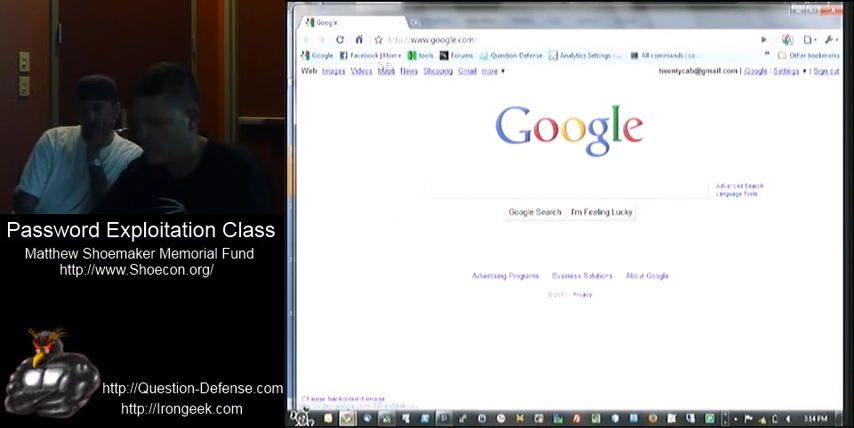 Google
http://www.google.com/
Google Facebook | Home tools Forums Question Defense Analytics Settings - ... All commands | co... » Other bookmarks
Web Images Videos Maps News Shopping Gmail more ▼ twentycab@gmail.com | iGoogle | Settings ▼ | Sign out
Google
Advanced Search
Language Tools
Google Search I'm Feeling Lucky
Advertising Programs Business Solutions About Google
Privacy
Change background image
3:14 PM
Password Exploitation Class
Matthew Shoemaker Memorial Fund
http://www.Shoecon.org/
http://Question-Defense.com
http://Irongeek.com